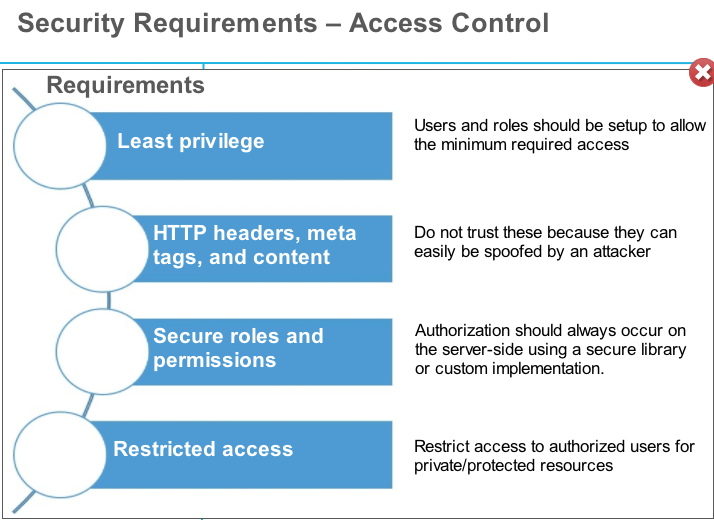 Security Requirements – Access Control
Requirements
Least privilege
Users and roles should be setup to allow
the minimum required access
HTTP headers, meta
tags, and content
Do not trust these because they can
easily be spoofed by an attacker
Secure roles and
permissions
Authorization should always occur on
the server-side using a secure library
or custom implementation.
Restricted access
Restrict access to authorized users for
private/protected resources